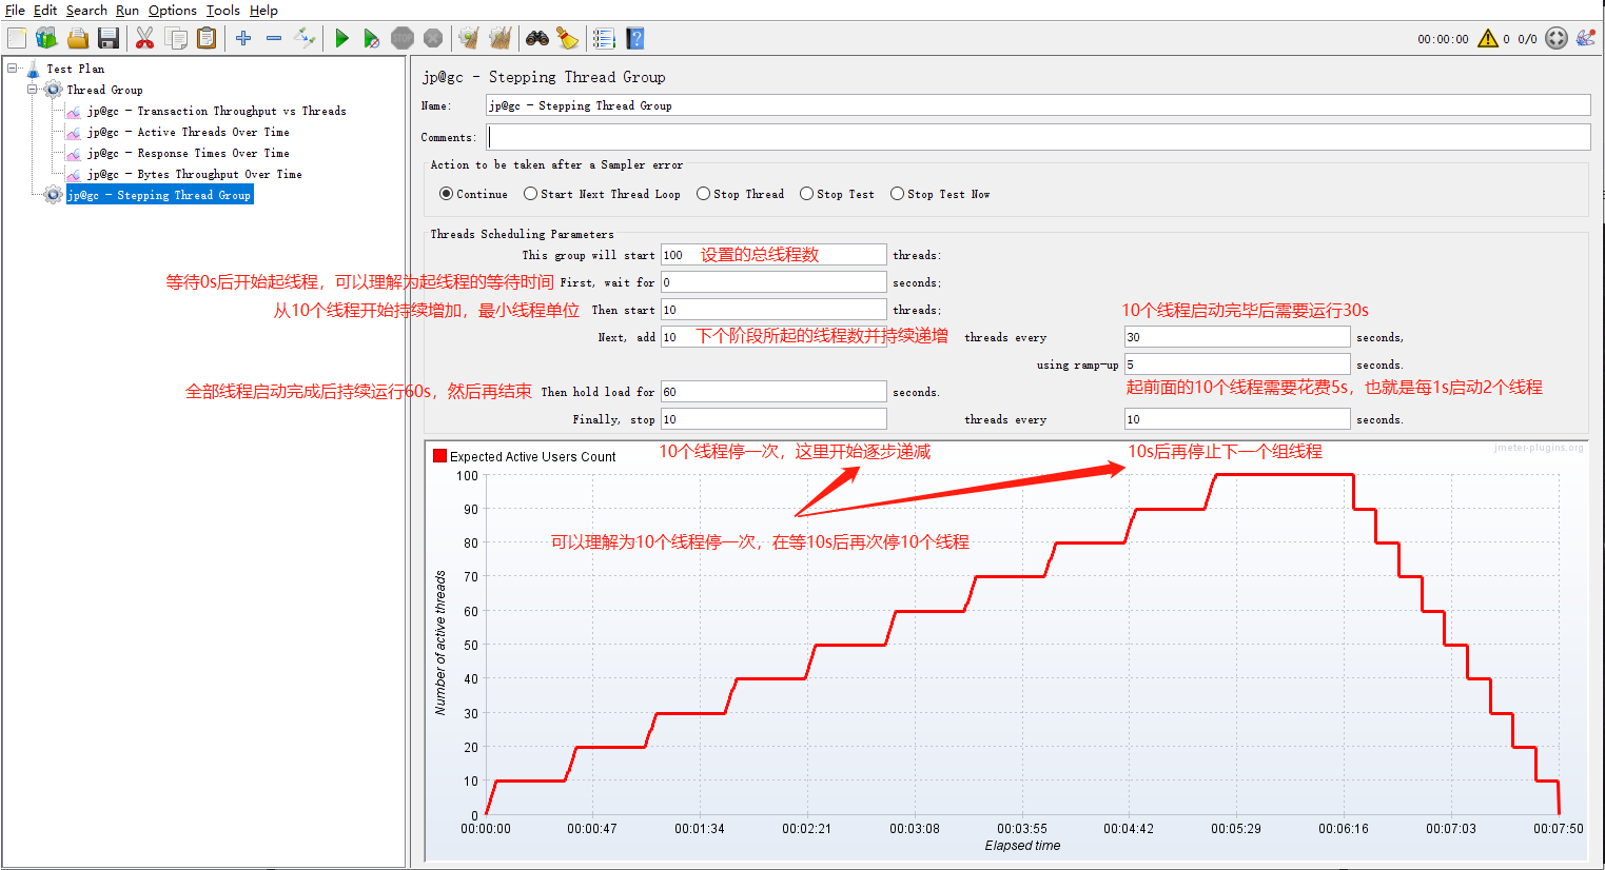 File Edit Search Run Options Tools Help
00:00:00 0 0/0
Test Plan
Thread Group
jp@gc - Transaction Throughput vs Threads
jp@gc - Active Threads Over Time
jp@gc - Response Times Over Time
jp@gc - Bytes Throughput Over Time
jp@gc - Stepping Thread Group
jp@gc - Stepping Thread Group
Name: jp@gc - Stepping Thread Group
Comments:
Action to be taken after a Sampler error
Continue Start Next Thread Loop Stop Thread Stop Test Stop Test Now
Threads Scheduling Parameters
This group will start 100 设置的总线程数 threads:
等待0s后开始起线程，可以理解为起线程的等待时间 First, wait for 0 seconds;
从10个线程开始持续增加，最小线程单位 Then start 10 threads; 10个线程启动完毕后需要运行30s
Next, add 10 下个阶段所起的线程数并持续递增 threads every 30 seconds,
using ramp-up 5 seconds.
起前面的10个线程需要花费5s，也就是每1s启动2个线程
全部线程启动完成后持续运行60s，然后再结束 Then hold load for 60 seconds.
Finally, stop 10 threads every 10 seconds.
10个线程停一次，这里开始逐步递减 10s后再停止下一个组线程
jmeter-plugins.org
Expected Active Users Count
可以理解为10个线程停一次，在等10s后再次停10个线程
Number of active threads
100
90
80
70
60
50
40
30
20
10
0
00:00:00 00:00:47 00:01:34 00:02:21 00:03:08 00:03:55 00:04:42 00:05:29 00:06:16 00:07:03 00:07:50
Elapsed time